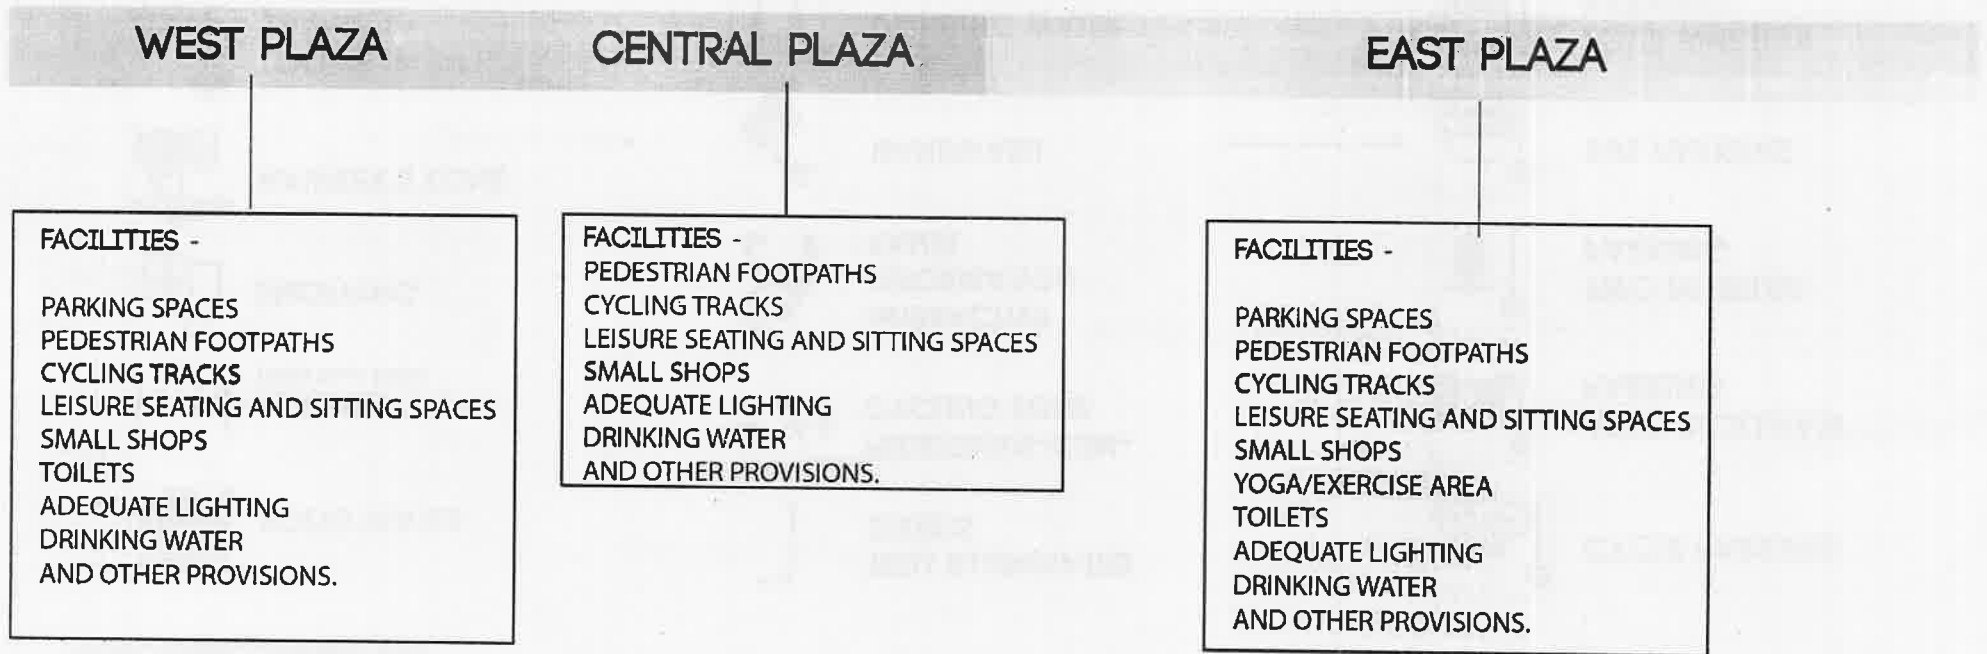 WEST PLAZA
FACILITIES -
PARKING SPACES
PEDESTRIAN FOOTPATHS
CYCLING TRACKS
LEISURE SEATING AND SITTING SPACES
SMALL SHOPS
TOILETS
ADEQUATE LIGHTING
DRINKING WATER
AND OTHER PROVISIONS.
CENTRAL PLAZA
FACILITIES -
PEDESTRIAN FOOTPATHS
CYCLING TRACKS
LEISURE SEATING AND SITTING SPACES
SMALL SHOPS
ADEQUATE LIGHTING
DRINKING WATER
AND OTHER PROVISIONS.
EAST PLAZA
FACILITIES -
PARKING SPACES
PEDESTRIAN FOOTPATHS
CYCLING TRACKS
LEISURE SEATING AND SITTING SPACES
SMALL SHOPS
YOGA/EXERCISE AREA
TOILETS
ADEQUATE LIGHTING
DRINKING WATER
AND OTHER PROVISIONS.